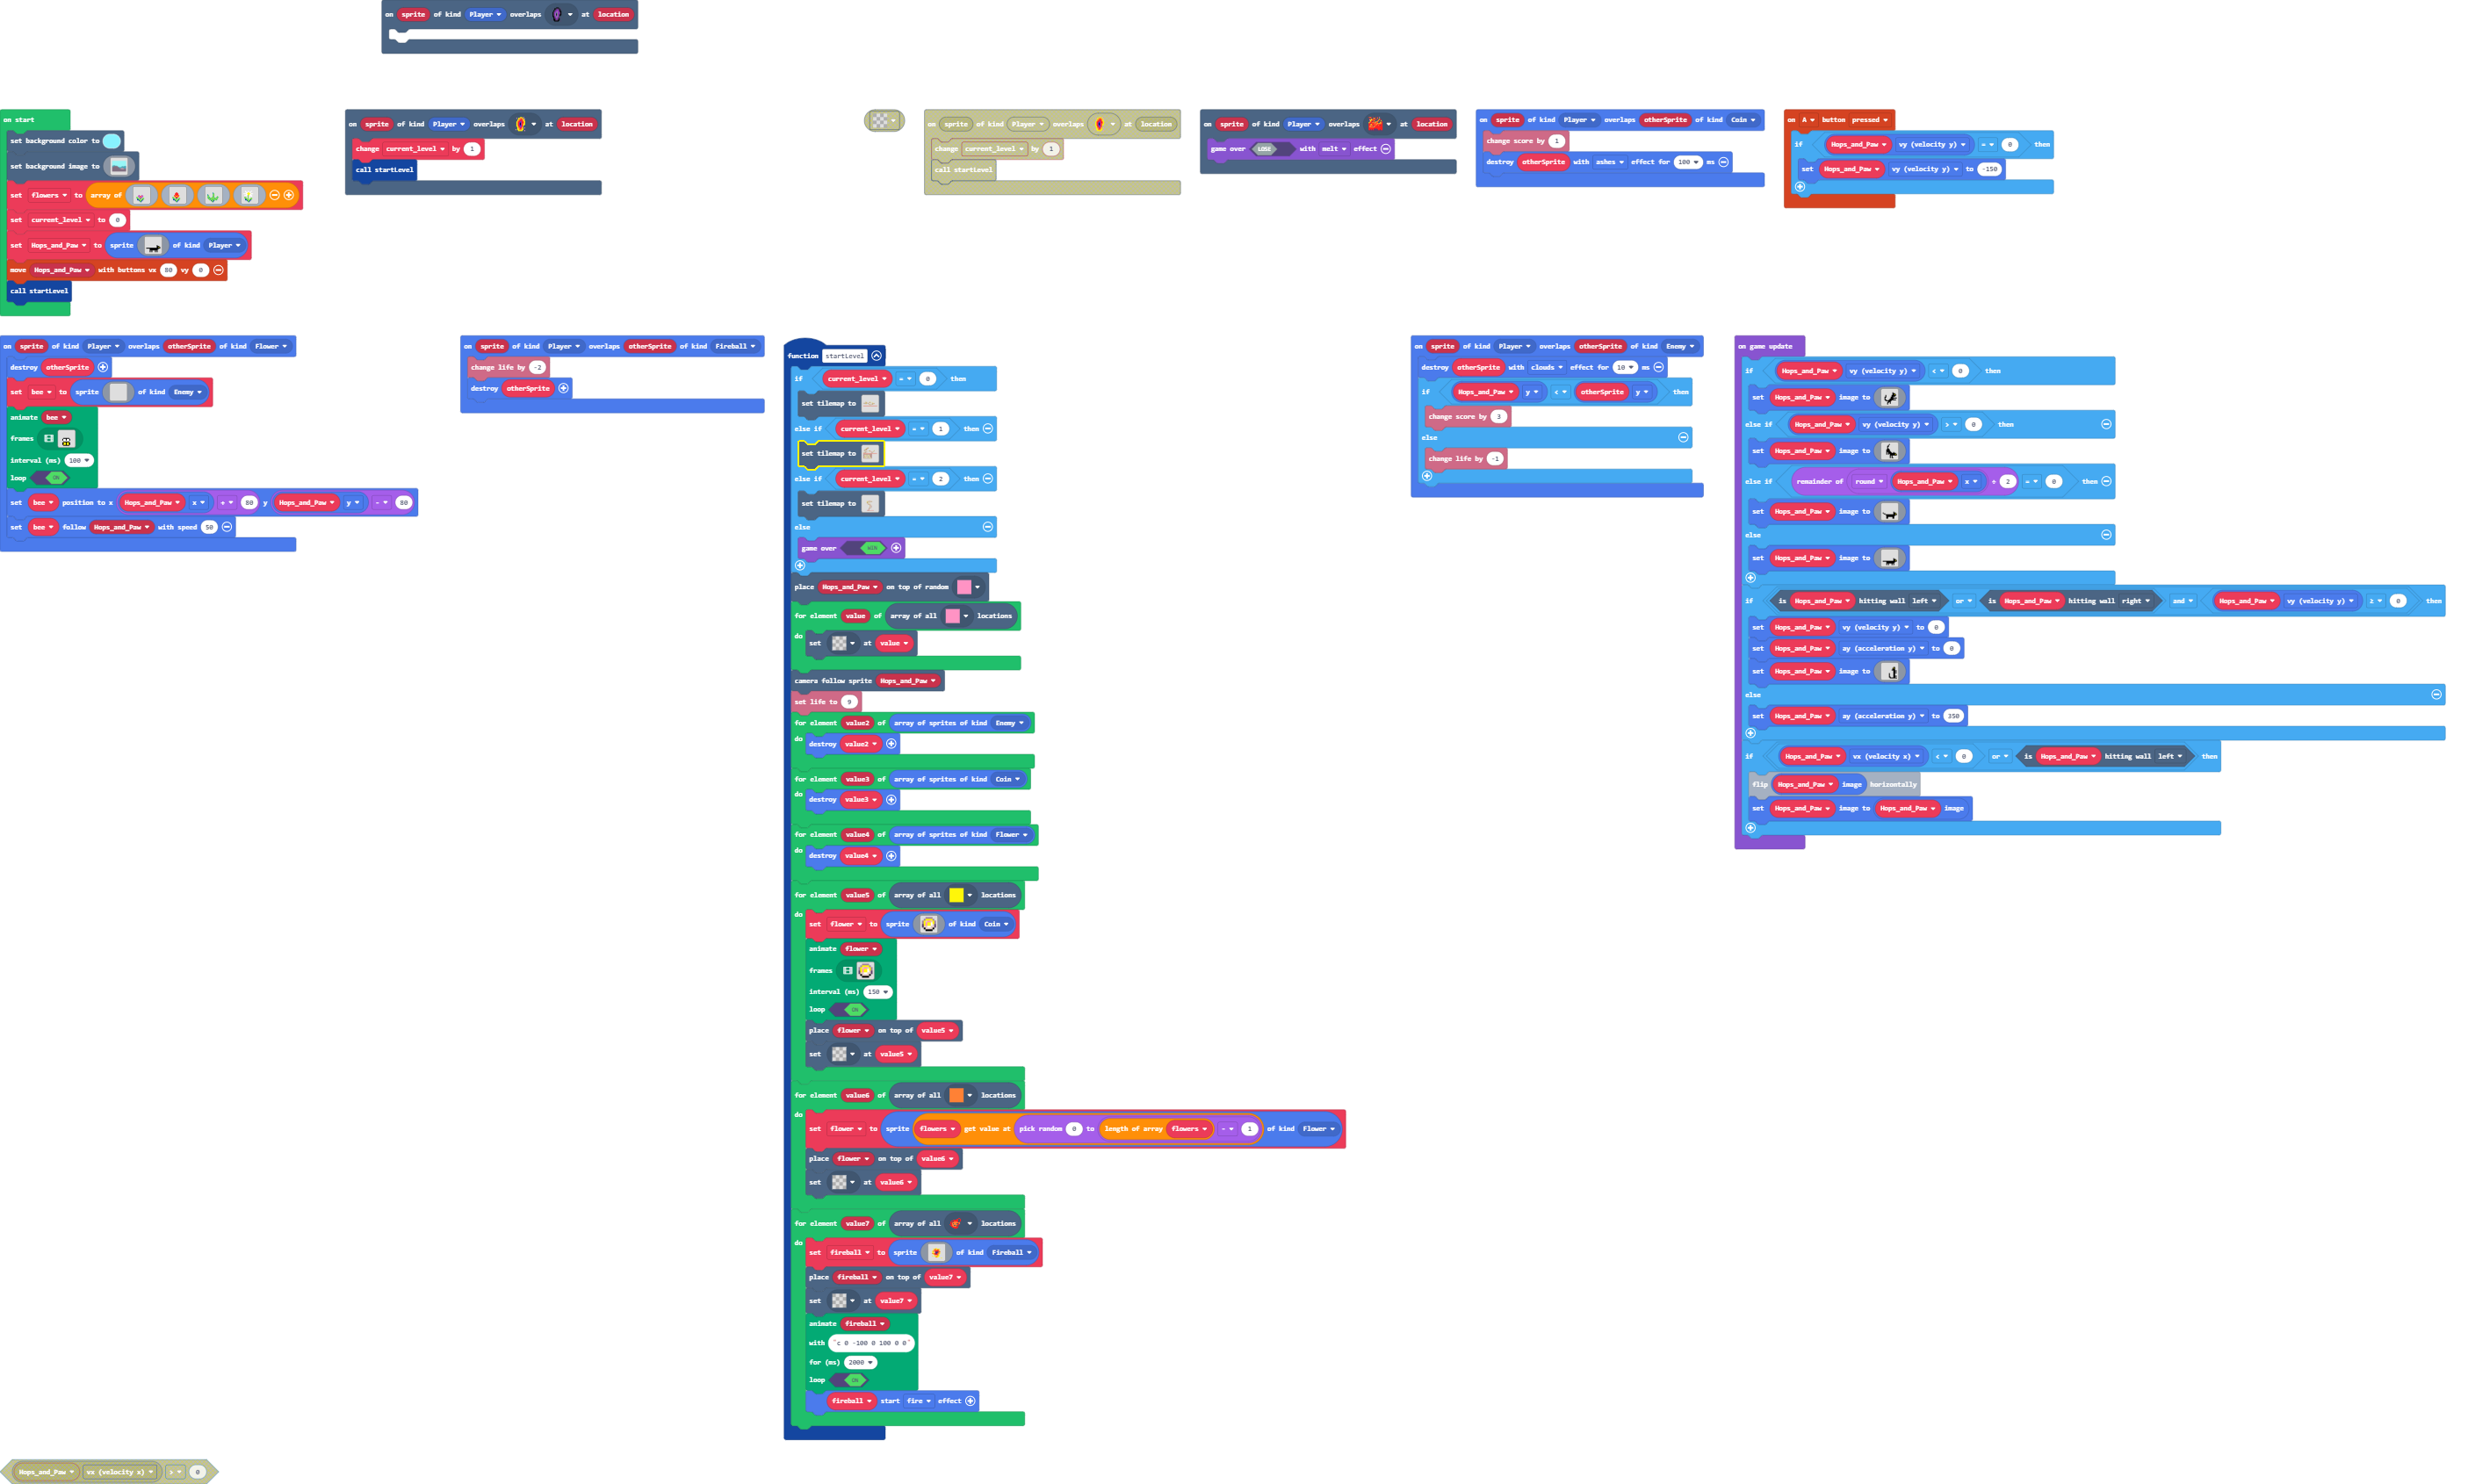 on sprite of kind Player overlaps at location
on start
set background color to
set background image to
set flowers to array of
set current_level to 0
set Hops_and_Paw to sprite of kind Player
move Hops_and_Paw with buttons vx 80 vy 0
call startLevel
on sprite of kind Player overlaps at location
change current_level by 1
call startLevel
on sprite of kind Player overlaps at location
change current_level by 1
call startLevel
on sprite of kind Player overlaps at location
game over LOSE with melt effect
on sprite of kind Player overlaps otherSprite of kind Coin
change score by 1
destroy otherSprite with ashes effect for 100 ms
on A button pressed
if Hops_and_Paw vy (velocity y) = 0 then
set Hops_and_Paw vy (velocity y) to -150
on sprite of kind Player overlaps otherSprite of kind Flower
destroy otherSprite
set bee to sprite of kind Enemy
animate bee
frames
interval (ms) 100
loop ON
set bee position to x Hops_and_Paw x + 80 y Hops_and_Paw y - 80
set bee follow Hops_and_Paw with speed 50
on sprite of kind Player overlaps otherSprite of kind Fireball
change life by -2
destroy otherSprite
function startLevel
if current_level = 0 then
set tilemap to
else if current_level = 1 then
set tilemap to
else if current_level = 2 then
set tilemap to
else
game over WIN
place Hops_and_Paw on top of random
for element value of array of all locations
do
set at value
camera follow sprite Hops_and_Paw
set life to 9
for element value2 of array of sprites of kind Enemy
do
destroy value2
for element value3 of array of sprites of kind Coin
do
destroy value3
for element value4 of array of sprites of kind Flower
do
destroy value4
for element value5 of array of all locations
do
set flower to sprite of kind Coin
animate flower
frames
interval (ms) 150
loop ON
place flower on top of value5
set at value5
for element value6 of array of all locations
do
set flower to sprite flowers get value at pick random 0 to length of array flowers - 1 of kind Flower
place flower on top of value6
set at value6
for element value7 of array of all locations
do
set fireball to sprite of kind Fireball
place fireball on top of value7
set at value7
animate fireball
with "c 0 -100 0 100 0 0"
for (ms) 2000
loop ON
fireball start fire effect
on sprite of kind Player overlaps otherSprite of kind Enemy
destroy otherSprite with clouds effect for 10 ms
if Hops_and_Paw y < otherSprite y then
change score by 3
else
change life by -1
on game update
if Hops_and_Paw vy (velocity y) < 0 then
set Hops_and_Paw image to
else if Hops_and_Paw vy (velocity y) > 0 then
set Hops_and_Paw image to
else if remainder of round Hops_and_Paw x ÷ 2 = 0 then
set Hops_and_Paw image to
else
set Hops_and_Paw image to
if is Hops_and_Paw hitting wall left or is Hops_and_Paw hitting wall right and Hops_and_Paw vy (velocity y) ≥ 0 then
set Hops_and_Paw vy (velocity y) to 0
set Hops_and_Paw ay (acceleration y) to 0
set Hops_and_Paw image to
else
set Hops_and_Paw ay (acceleration y) to 350
if Hops_and_Paw vx (velocity x) < 0 or is Hops_and_Paw hitting wall left then
flip Hops_and_Paw image horizontally
set Hops_and_Paw image to Hops_and_Paw image
Hops_and_Paw vx (velocity x) > 0